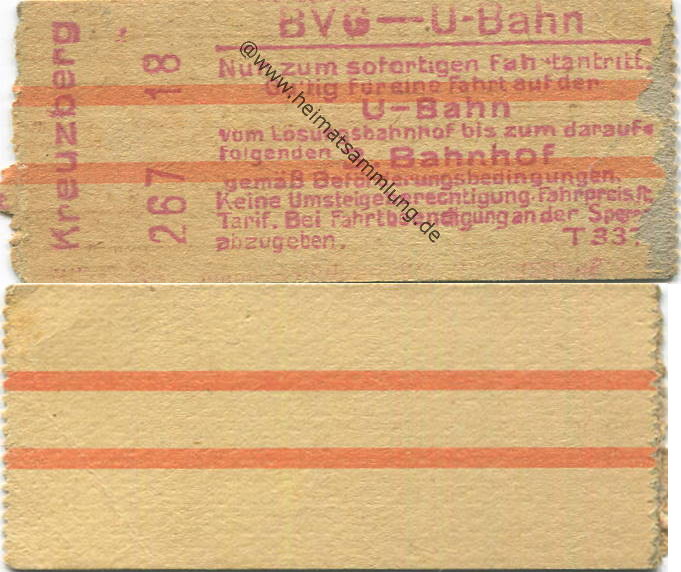 Kreuzberg
267 18
BVG — U-Bahn
Nur zum sofortigen Fahrtantritt.
Gültig für eine Fahrt auf der
U-Bahn
vom Lösungsbahnhof bis zum darauf-
folgenden Bahnhof
gemäß Beförderungsbedingungen.
Keine Umsteigeberechtigung. Fahrpreis lt.
Tarif. Bei Fahrtbeendigung an der Sperre
abzugeben. T 337
@www.heimatsammlung.de